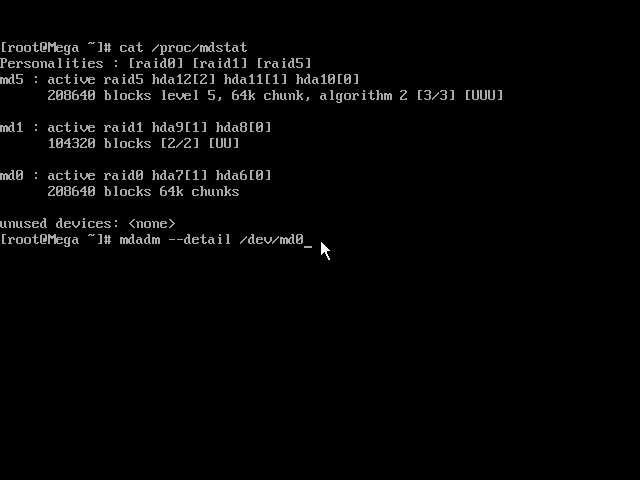 [root@Mega ~]# cat /proc/mdstat
Personalities : [raid0] [raid1] [raid5]
md5 : active raid5 hda12[2] hda11[1] hda10[0]
      208640 blocks level 5, 64k chunk, algorithm 2 [3/3] [UUU]
md1 : active raid1 hda9[1] hda8[0]
      104320 blocks [2/2] [UU]
md0 : active raid0 hda7[1] hda6[0]
      208640 blocks 64k chunks
unused devices: <none>
[root@Mega ~]# mdadm --detail /dev/md0_